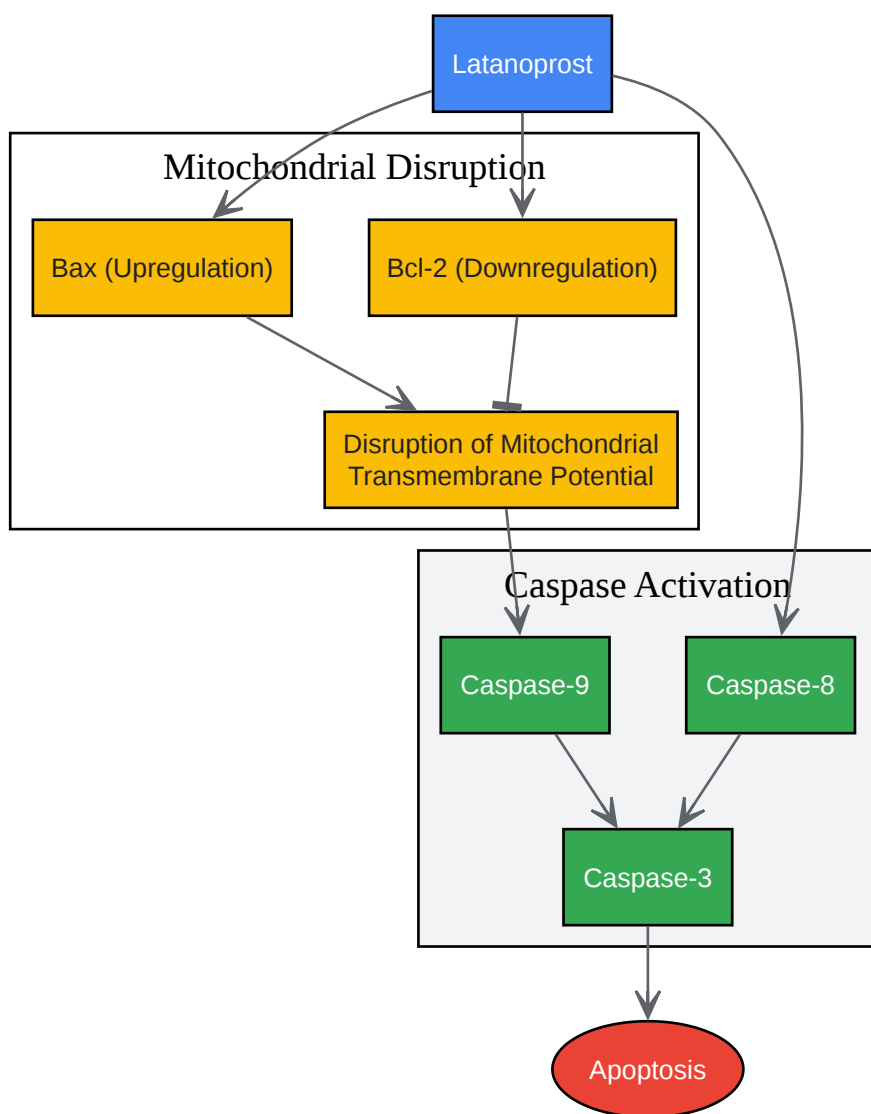 Latanoprost
Mitochondrial Disruption
Bax (Upregulation)
Bcl-2 (Downregulation)
Disruption of Mitochondrial
Transmembrane Potential
Caspase Activation
Caspase-9
Caspase-8
Caspase-3
Apoptosis